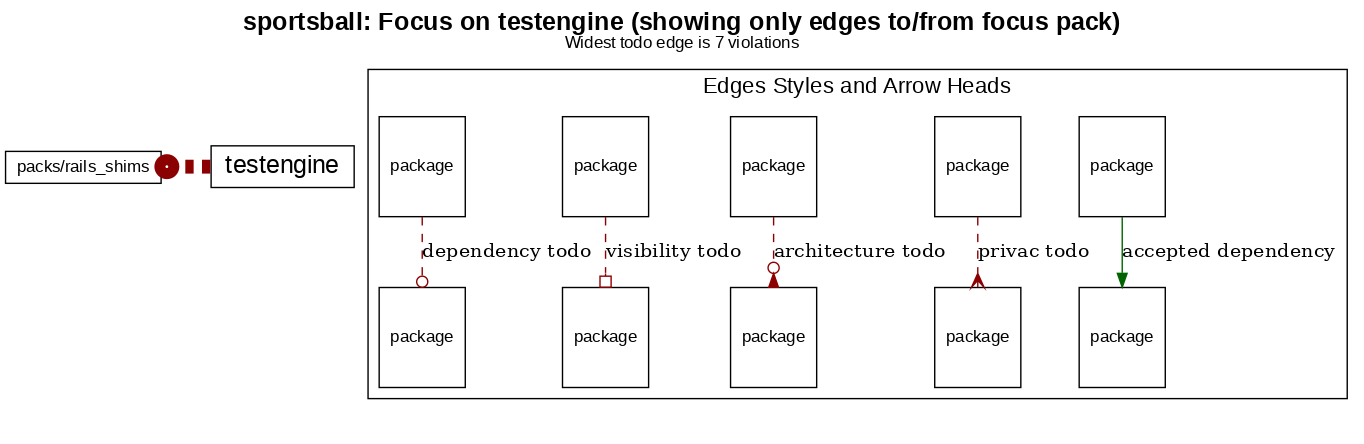 sportsball: Focus on testengine (showing only edges to/from focus pack)
Widest todo edge is 7 violations
Edges Styles and Arrow Heads
packs/rails_shims
testengine
package
package
package
package
package
dependency todo
visibility todo
architecture todo
privac todo
accepted dependency
package
package
package
package
package